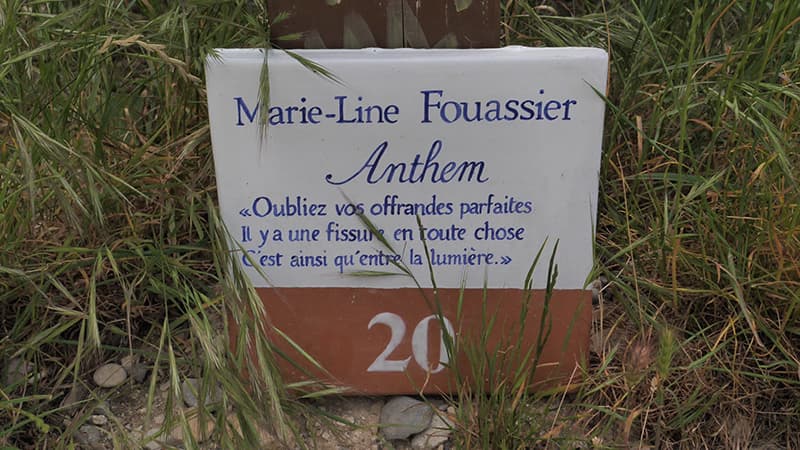 Marie-Line Fouassier
Anthem
«Oubliez vos offrandes parfaites
Il y a une fissure en toute chose
C'est ainsi qu'entre la lumière.»
20